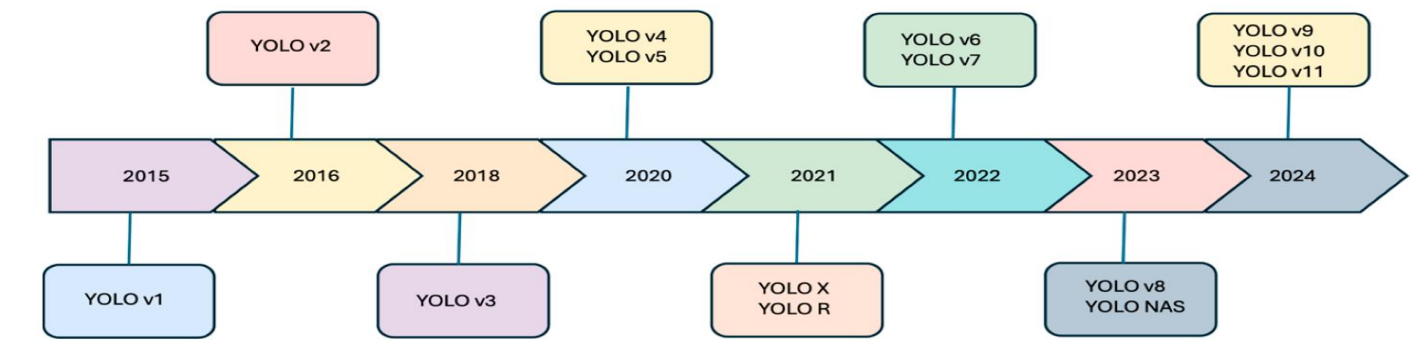 YOLO v2
YOLO v4
YOLO v5
YOLO v6
YOLO v7
YOLO v9
YOLO v10
YOLO v11
2015
2016
2018
2020
2021
2022
2023
2024
YOLO v1
YOLO v3
YOLO X
YOLO R
YOLO v8
YOLO NAS